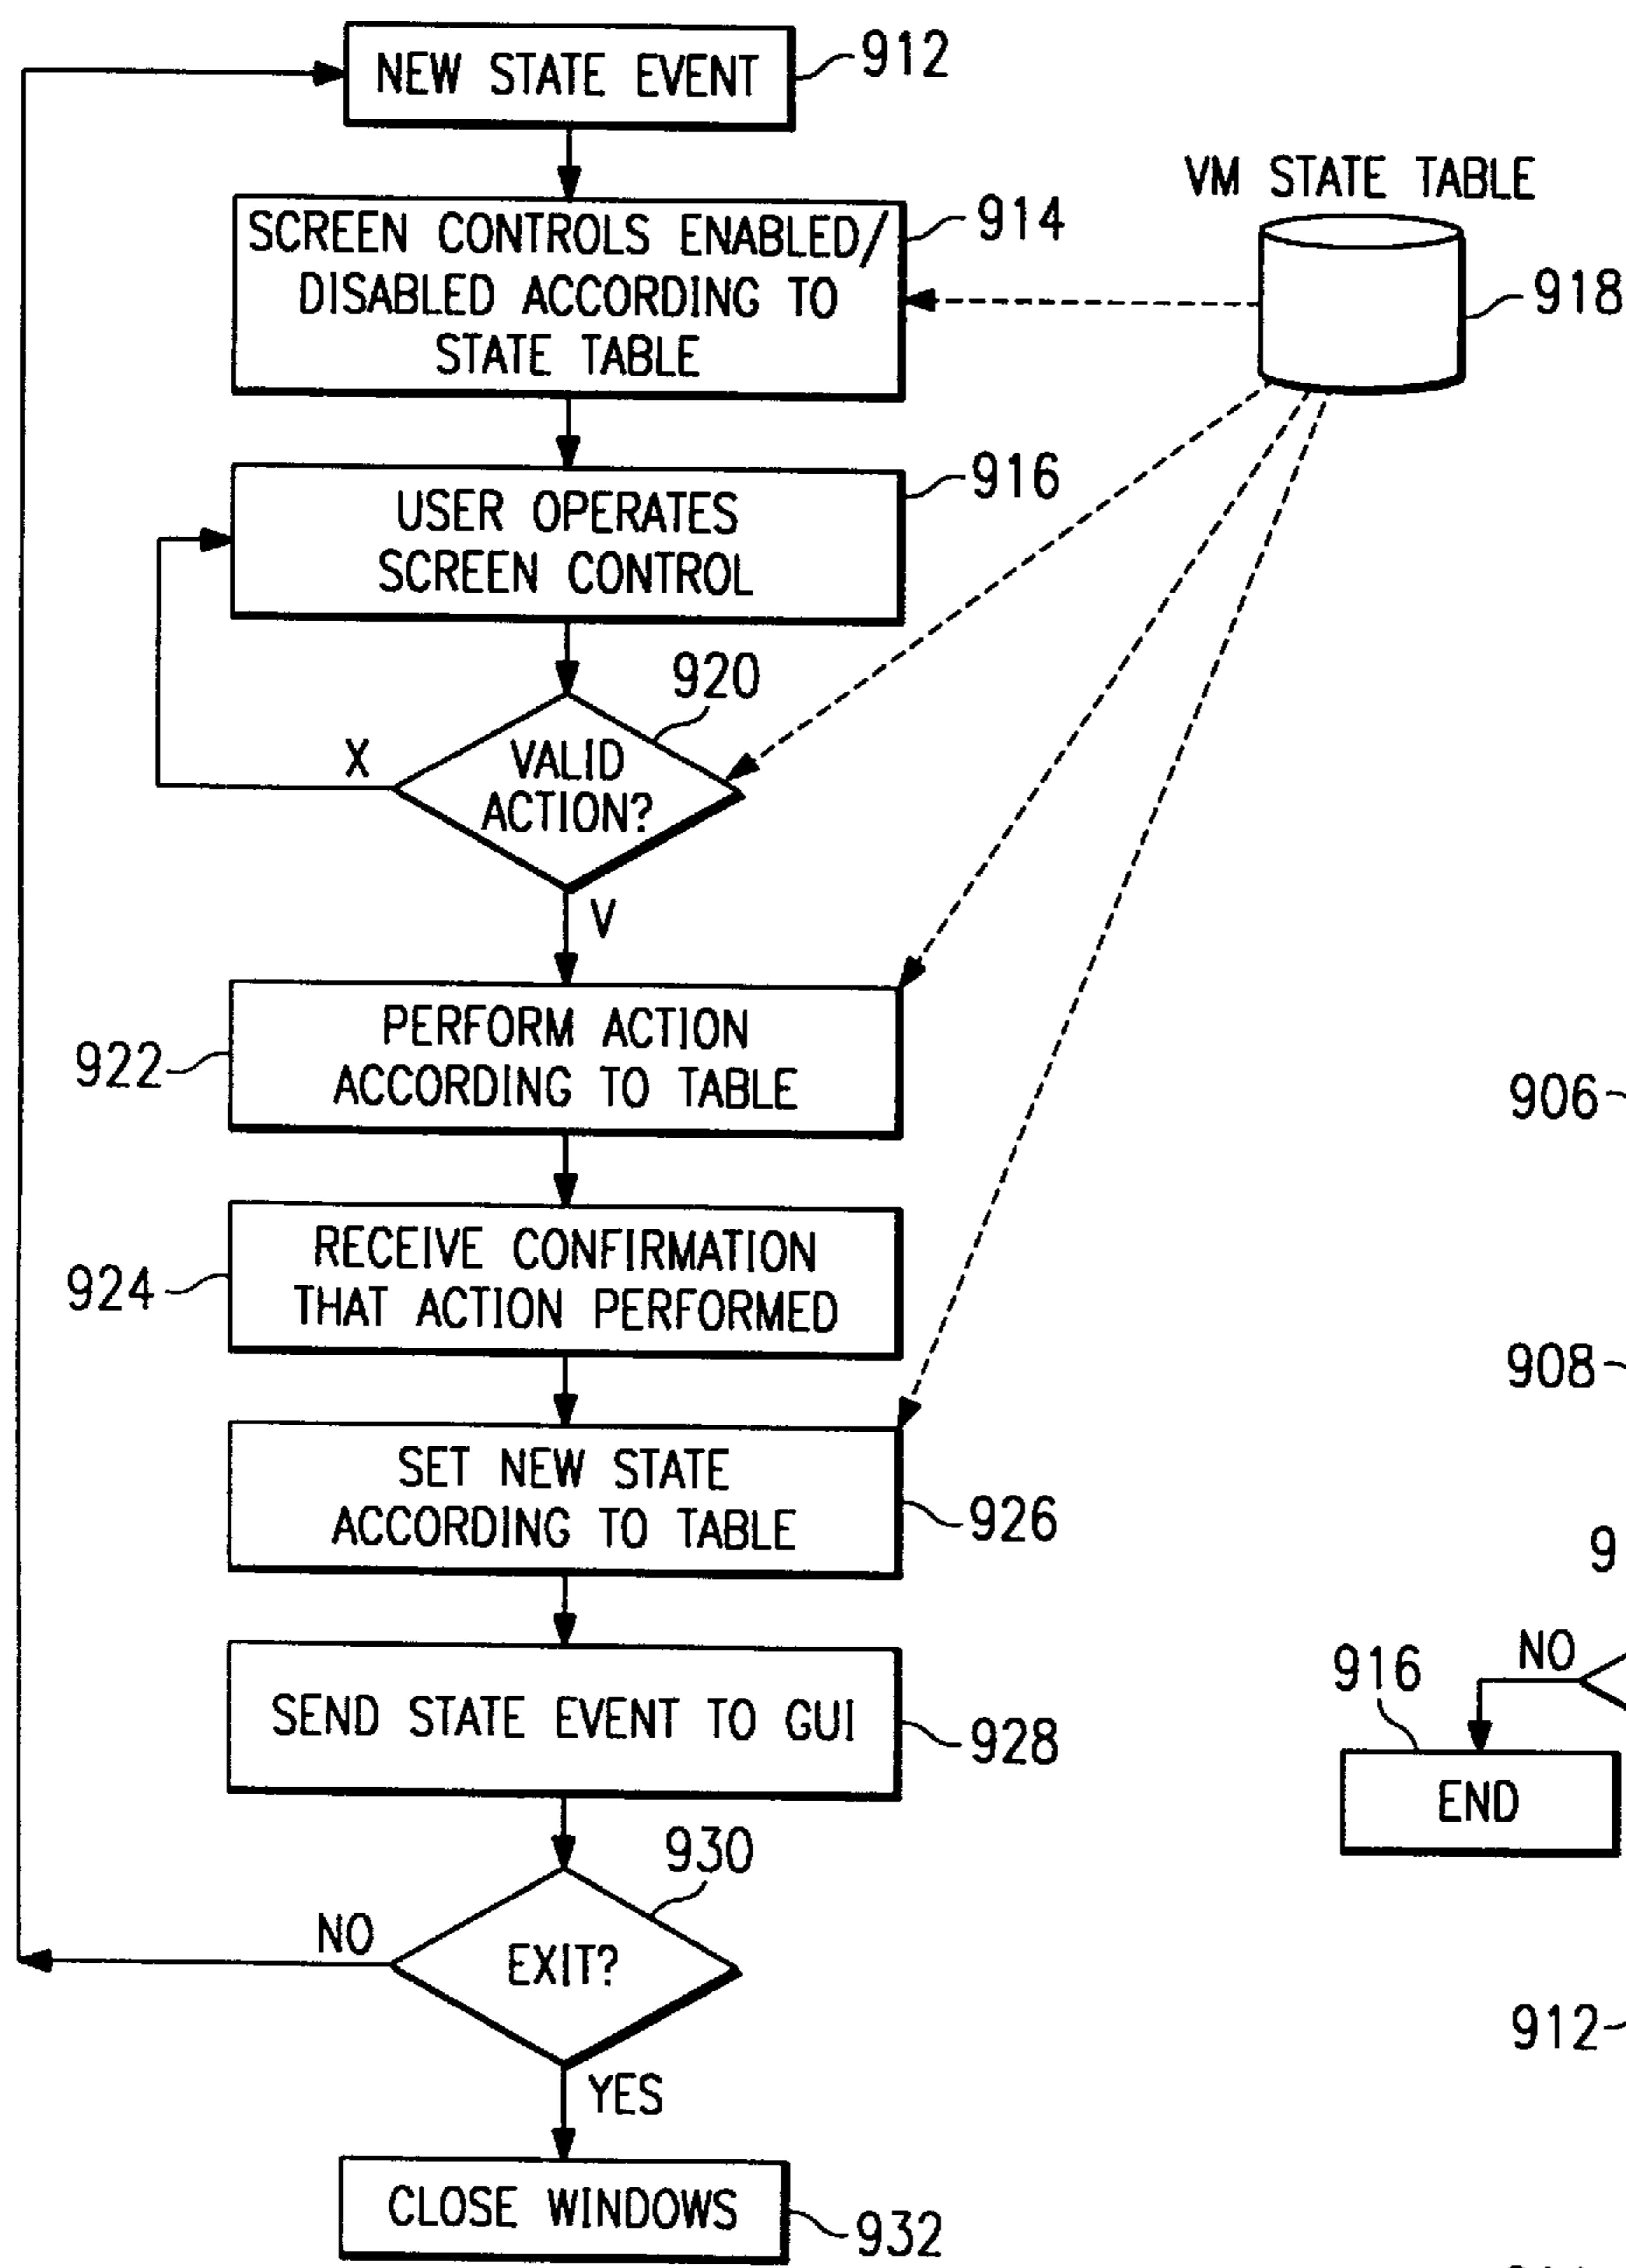 NEW STATE EVENT
912
VM STATE TABLE
SCREEN CONTROLS ENABLED/
DISABLED ACCORDING TO
STATE TABLE
914
918
USER OPERATES
SCREEN CONTROL
916
920
VALID
ACTION?
X
V
PERFORM ACTION
ACCORDING TO TABLE
922
906
RECEIVE CONFIRMATION
THAT ACTION PERFORMED
924
908
SET NEW STATE
ACCORDING TO TABLE
926
9
SEND STATE EVENT TO GUI
928
916
NO
END
930
EXIT?
NO
912
YES
CLOSE WINDOWS
932